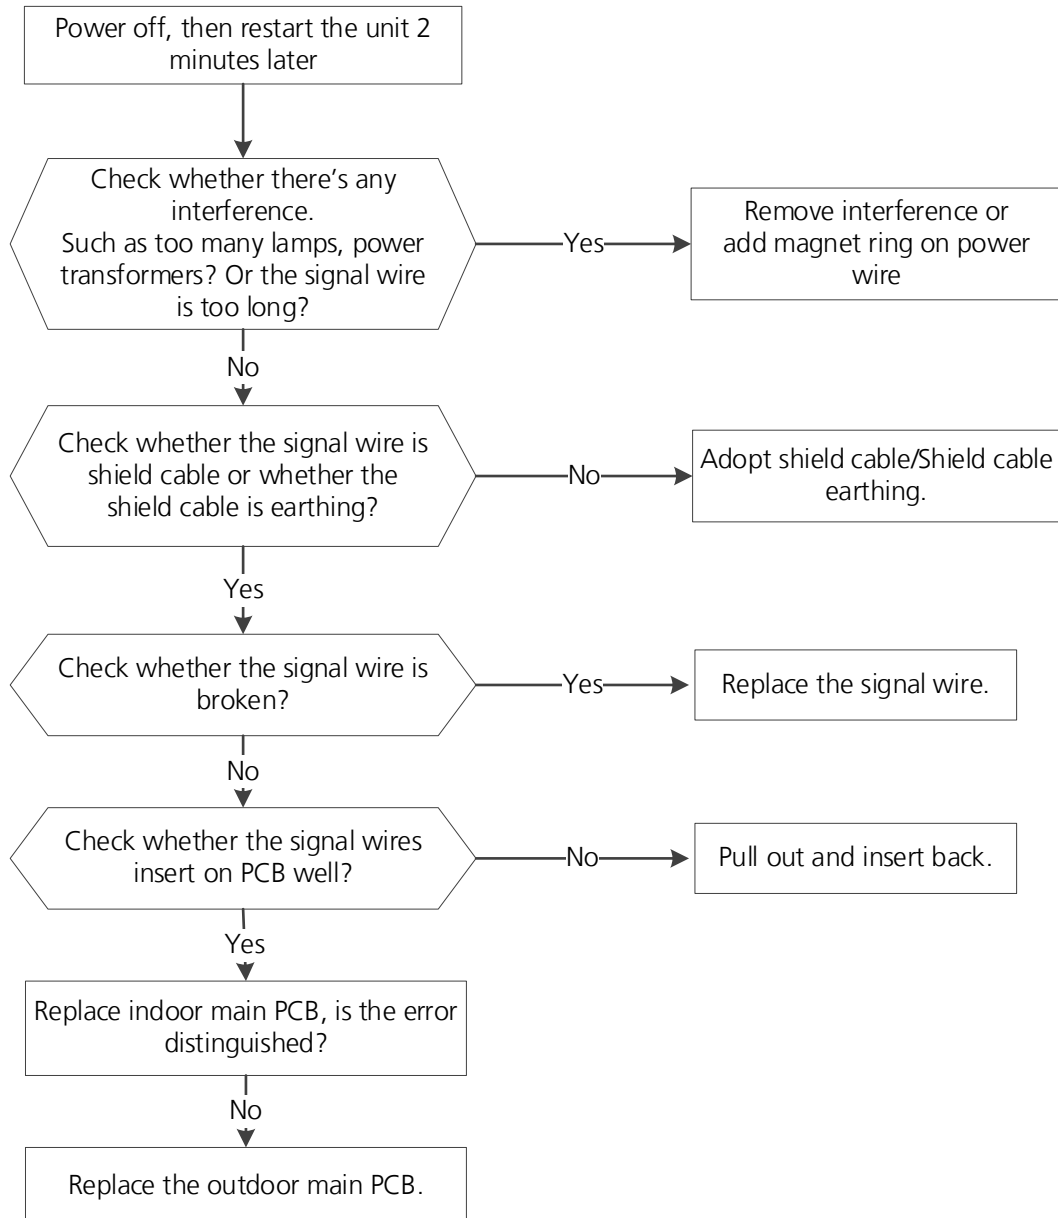 Power off, then restart the unit 2
minutes later
Check whether there's any
interference.
Such as too many lamps, power
transformers? Or the signal wire
is too long?
Yes
Remove interference or
add magnet ring on power
wire
No
Check whether the signal wire is
shield cable or whether the
shield cable is earthing?
No
Adopt shield cable/Shield cable
earthing.
Yes
Check whether the signal wire is
broken?
Yes
Replace the signal wire.
No
Check whether the signal wires
insert on PCB well?
No
Pull out and insert back.
Yes
Replace indoor main PCB, is the error
distinguished?
No
Replace the outdoor main PCB.